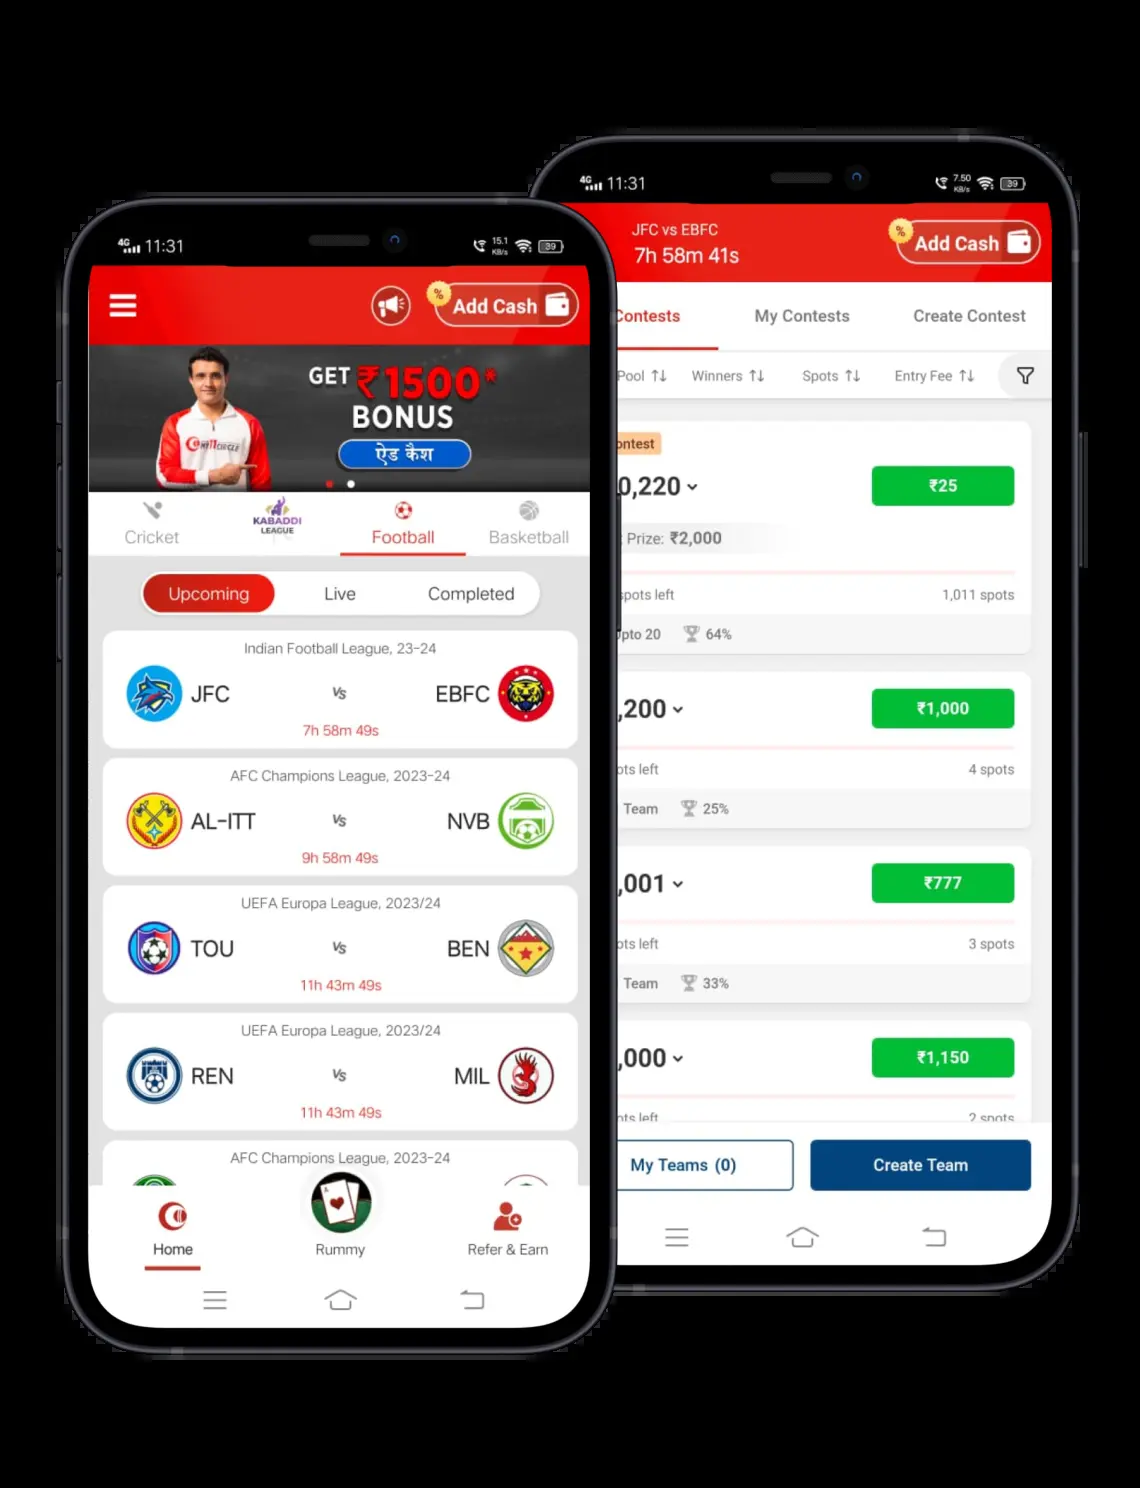 4G 11:31 15.1 KB/s 39
Add Cash
GET ₹1500*
BONUS
ऐड कैश
MY11CIRCLE
Cricket
KABADDI
LEAGUE
Football
Basketball
Upcoming Live Completed
Indian Football League, 23-24
JFC VS EBFC
7h 58m 49s
AFC Champions League, 2023-24
AL-ITT VS NVB
9h 58m 49s
UEFA Europa League, 2023/24
TOU VS BEN
11h 43m 49s
UEFA Europa League, 2023/24
REN VS MIL
11h 43m 49s
AFC Champions League, 2023-24
Home Rummy Refer & Earn
4G 11:31 7.50 KB/s 39
JFC vs EBFC
7h 58m 41s
% Add Cash
Contests My Contests Create Contest
Pool Winners Spots Entry Fee
ontest
0,220 ₹25
Prize: ₹2,000
spots left 1,011 spots
pto 20 64%
,200 ₹1,000
ots left 4 spots
Team 25%
,001 ₹777
ots left 3 spots
Team 33%
,000 ₹1,150
ots left 2 spots
My Teams (0) Create Team